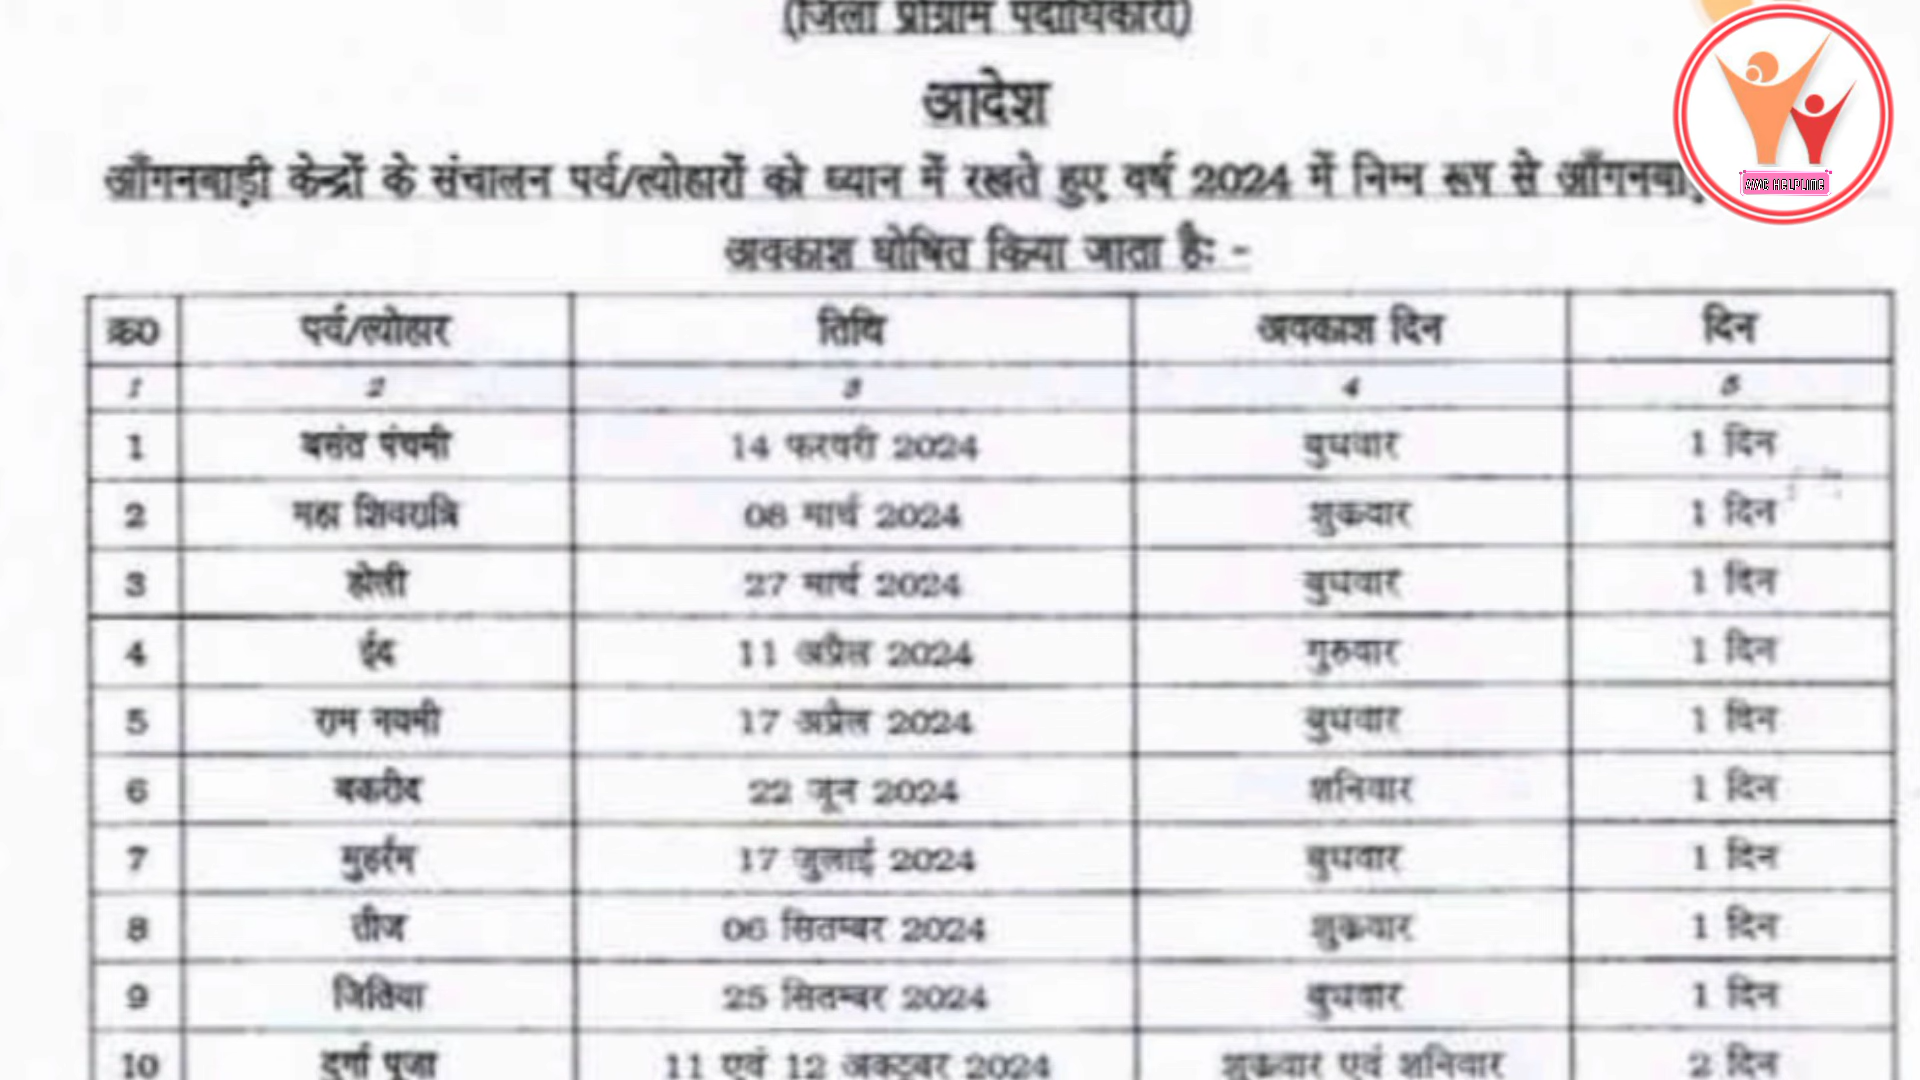 (जिला प्रोग्राम पदाधिकारी)
आदेश
आँगनबाड़ी केन्द्रों के संचालन पर्व/त्योहारों को ध्यान में रखते हुए वर्ष 2024 में निम्न रूप से
अवकाश घोषित किया जाता हैः -
क्र0 पर्व/त्योहार तिथि अवकाश दिन दिन
1 2 3 4 5
1 बसंत पंचमी 14 फरवरी 2024 बुधवार 1 दिन
2 महा शिवरात्रि 08 मार्च 2024 शुक्रवार 1 दिन
3 होली 27 मार्च 2024 बुधवार 1 दिन
4 ईद 11 अप्रैल 2024 गुरुवार 1 दिन
5 राम नवमी 17 अप्रैल 2024 बुधवार 1 दिन
6 बकरीद 22 जून 2024 शनिवार 1 दिन
7 मुहर्रम 17 जुलाई 2024 बुधवार 1 दिन
8 तीज 06 सितम्बर 2024 शुक्रवार 1 दिन
9 जितिया 25 सितम्बर 2024 बुधवार 1 दिन
10 दुर्गा पूजा 11 एवं 12 अक्टूबर 2024 शुक्रवार एवं शनिवार 2 दिन
HELPLINE